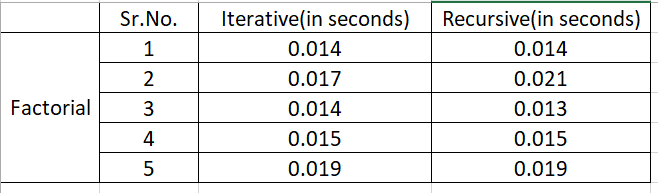 Sr.No. Iterative(in seconds) Recursive(in seconds)
1 0.014 0.014
2 0.017 0.021
Factorial 3 0.014 0.013
4 0.015 0.015
5 0.019 0.019